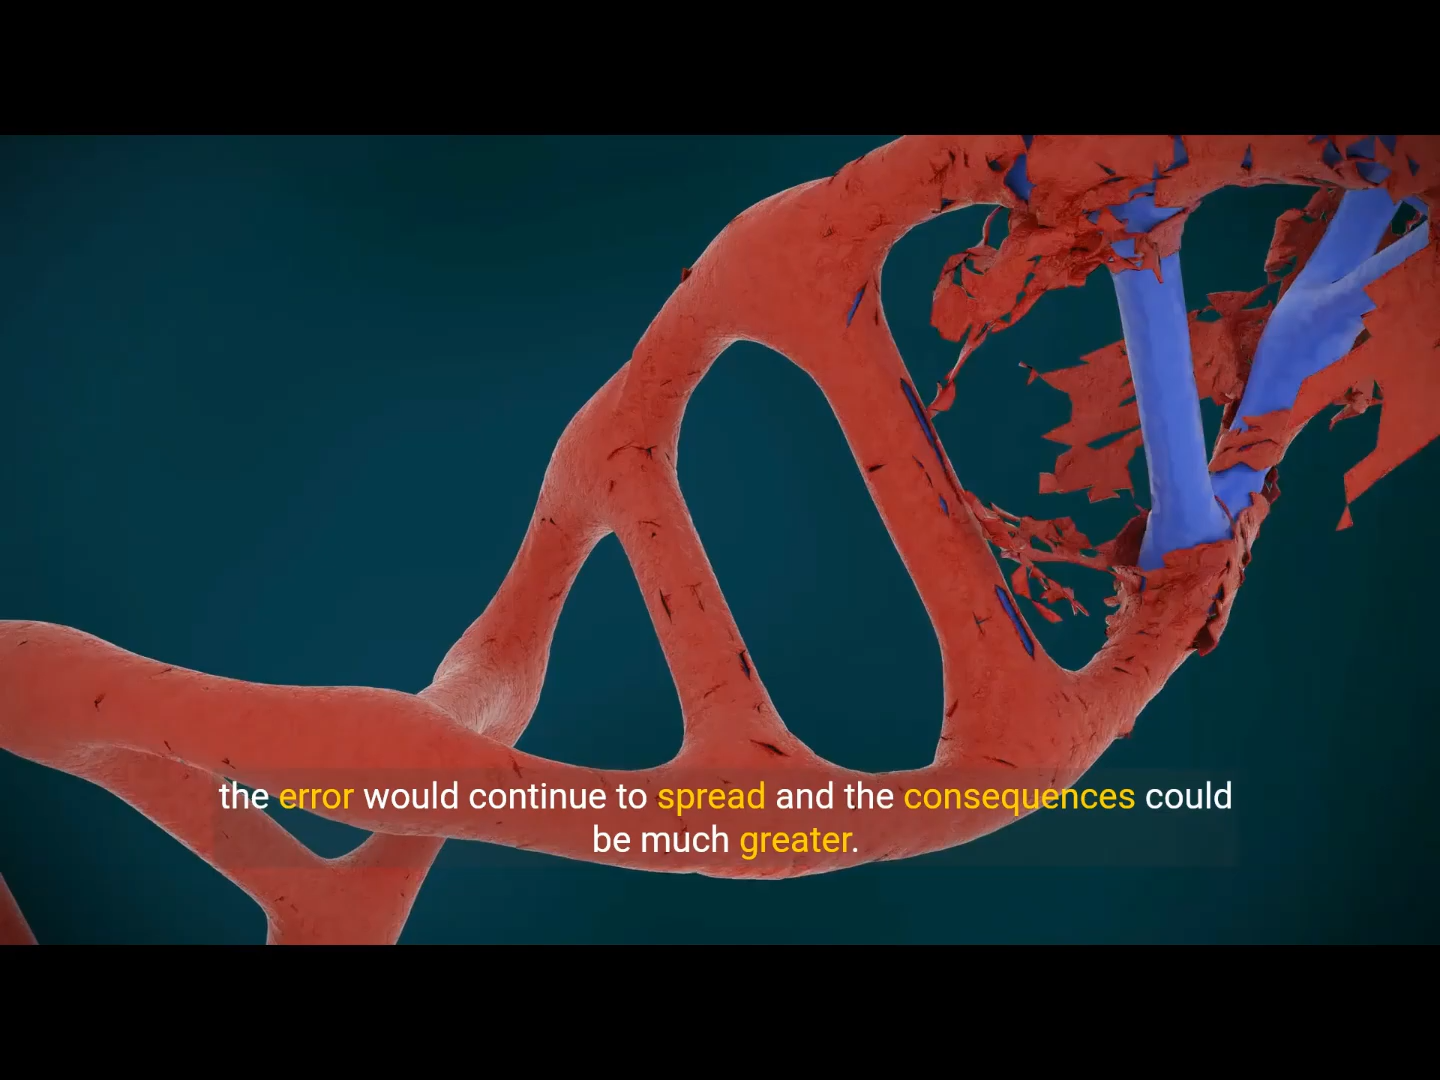 the error would continue to spread and the consequences could
be much greater.